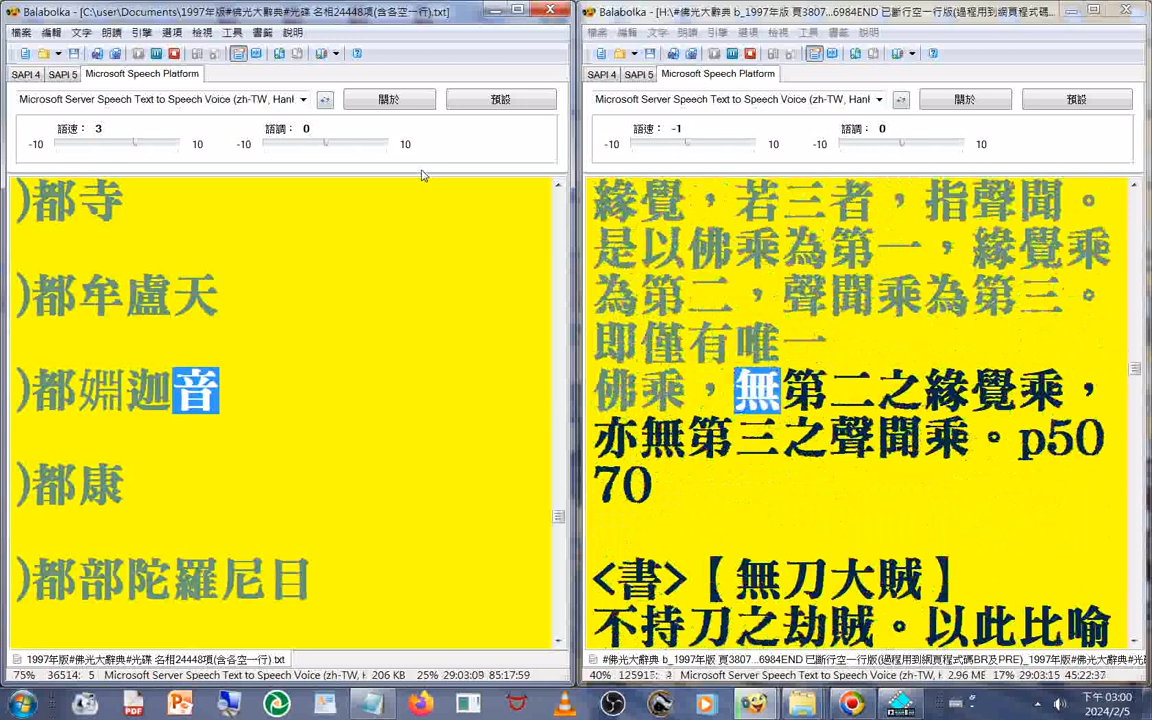 Balabolka - [C:\user\Documents\1997年版#佛光大辭典#光碟 名相24448項(含各空一行).txt]
檔案 編輯 文字 朗讀 引擎 選項 檢視 工具 書籤 說明
SAPI 4 SAPI 5 Microsoft Speech Platform
Microsoft Server Speech Text to Speech Voice (zh-TW, Hanl
關於 預設
語速： 3 語調： 0
-10 10 -10 10
)都寺
)都牟盧天
)都婣迦音
)都康
)都部陀羅尼目
1997年版#佛光大辭典#光碟 名相24448項(含各空一行).txt
75% 36514: 5 Microsoft Server Speech Text to Speech Voice (zh-TW, H 206 KB 25% 29:03:09 85:17:59
Balabolka - [H:\#佛光大辭典 b_1997年版 頁3807...6984END 已斷行空一行版(過程用到網頁程式碼
檔案 編輯 文字 朗讀 引擎 選項 檢視 工具 書籤 說明
SAPI 4 SAPI 5 Microsoft Speech Platform
Microsoft Server Speech Text to Speech Voice (zh-TW, Hanl
關於 預設
語速： -1 語調： 0
-10 10 -10 10
緣覺，若三者，指聲聞。
是以佛乘為第一，緣覺乘
為第二，聲聞乘為第三。
即僅有唯一
佛乘，無第二之緣覺乘，
亦無第三之聲聞乘。p50
70
<書>【無刀大賊】
不持刀之劫賊。以此比喻
#佛光大辭典 b_1997年版 頁3807...6984END 已斷行空一行版(過程用到網頁程式碼BR及PRE)_1997年版#佛光
40% 125915: Microsoft Server Speech Text to Speech Voice (zh-TW, H 2.96 ME 17% 29:03:15 45:22:37
PDF
下午 03:00
2024/2/5